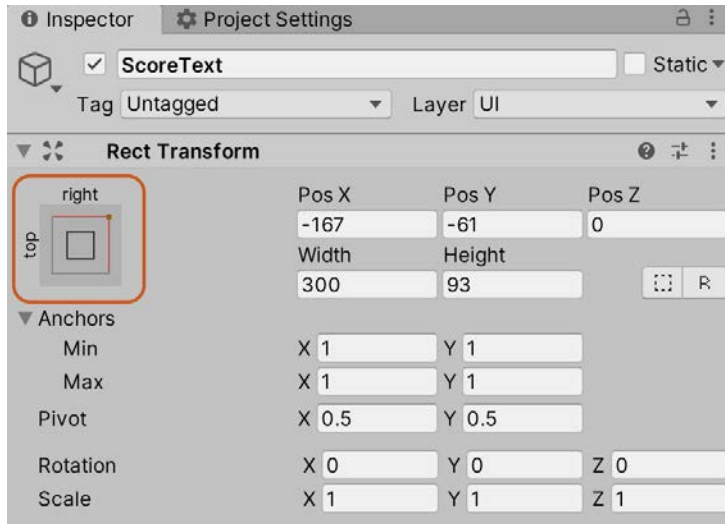 Inspector Project Settings
ScoreText Static
Tag Untagged Layer UI
Rect Transform
right
top
Pos X Pos Y Pos Z
-167 -61 0
Width Height
300 93 R
Anchors
Min X 1 Y 1
Max X 1 Y 1
Pivot X 0.5 Y 0.5
Rotation X 0 Y 0 Z 0
Scale X 1 Y 1 Z 1